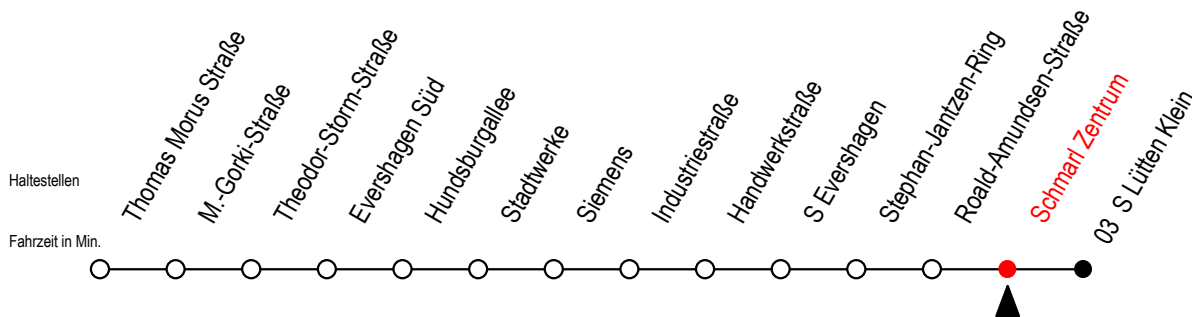 Haltestellen
Fahrzeit in Min.
Thomas Morus Straße
M.-Gorki-Straße
Theodor-Storm-Straße
Evershagen Süd
Hundsburgallee
Stadtwerke
Siemens
Industriestraße
Handwerkstraße
S Evershagen
Stephan-Jantzen-Ring
Roald-Amundsen-Straße
Schmarl Zentrum
03 S Lütten Klein